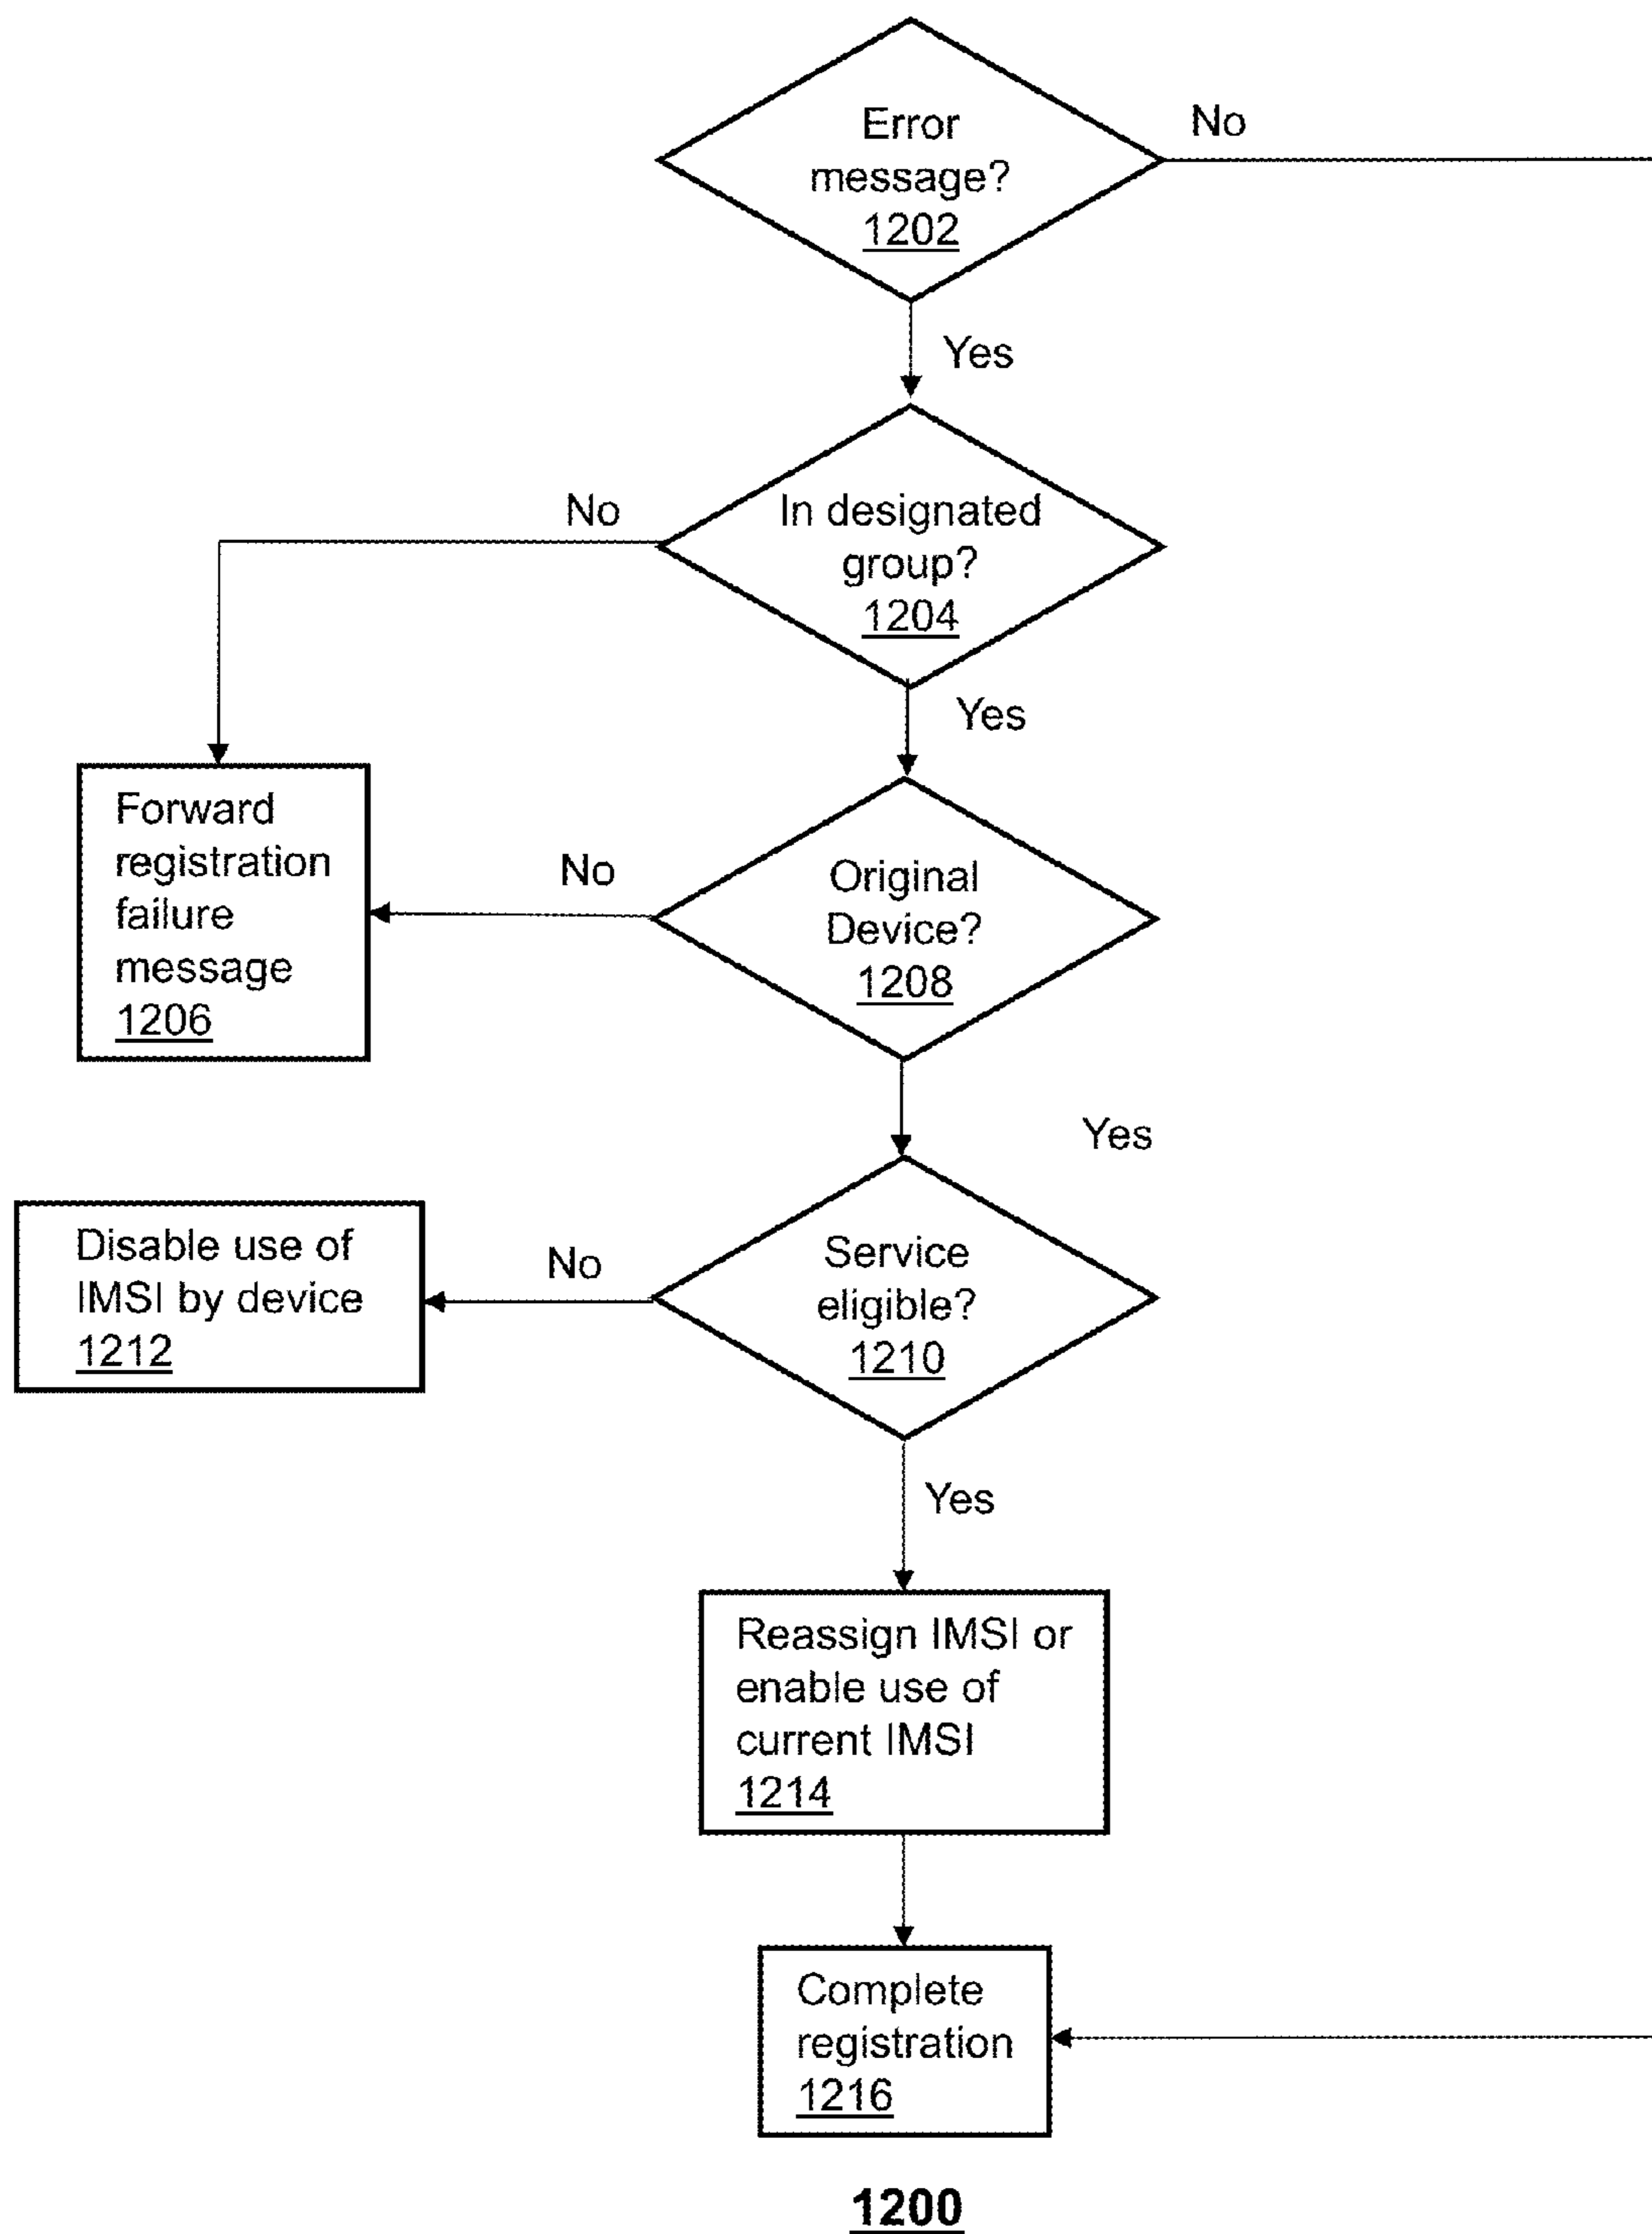 Error
message?
1202
No
Yes
In designated
group?
1204
No
Yes
Forward
registration
failure
message
1206
No
Original
Device?
1208
Yes
Disable use of
IMSI by device
1212
No
Service
eligible?
1210
Yes
Reassign IMSI or
enable use of
current IMSI
1214
Complete
registration
1216
1200